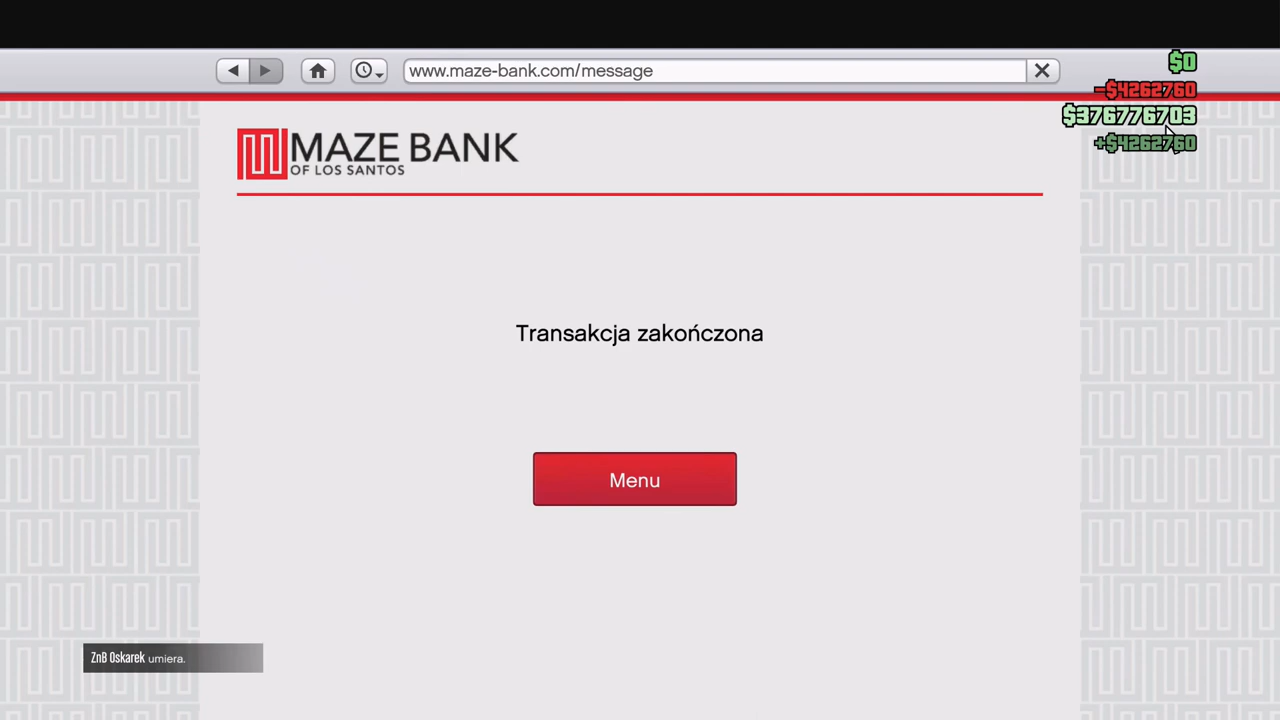 www.maze-bank.com/message
$0
-$4262760
$376776703
+$4262760
MAZE BANK
OF LOS SANTOS
Transakcja zakończona
Menu
ZnB Oskarek umiera.